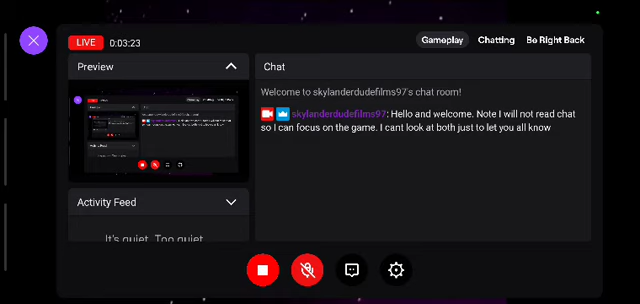 LIVE 0:03:23
Gameplay Chatting Be Right Back
Preview
Chat
Welcome to skylanderdudefilms97's chat room!
skylanderdudefilms97: Hello and welcome. Note I will not read chat
so I can focus on the game. I cant look at both just to let you all know
Activity Feed
It's quiet. Too quiet